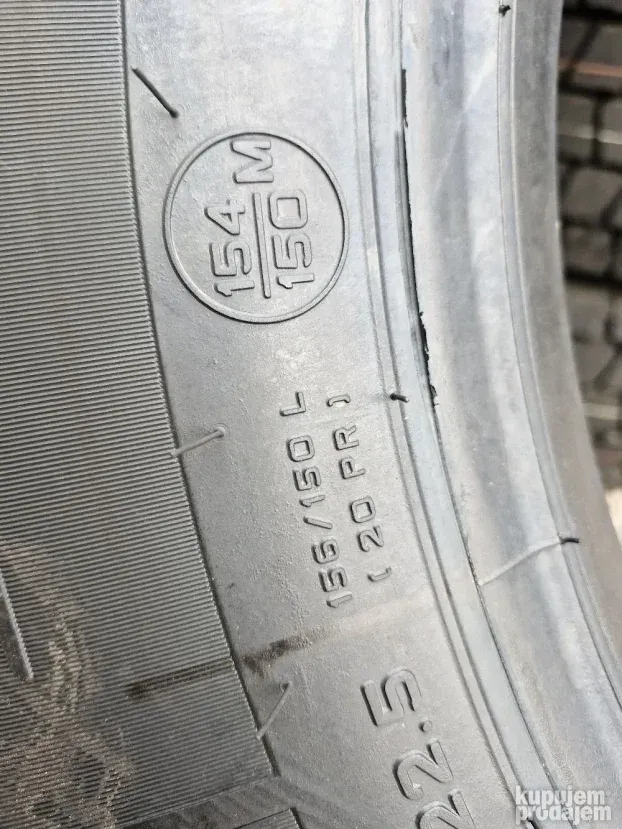 154
150 M
156/150 L
( 20 PR )
22.5
kupujem
prodajem